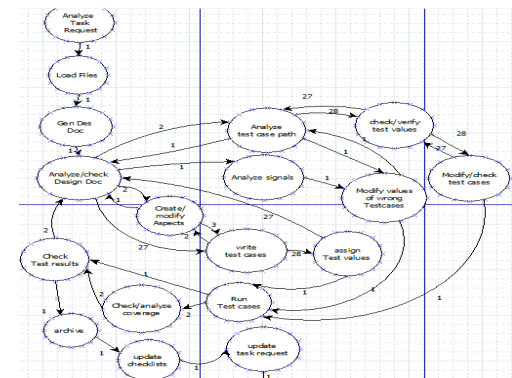 Analyze
Task
Request
1
Load Files
1
Gen Des
Doc
1
Analyze/check
Design Doc
2
1
1
2
1
27
Create/
modify
Aspects
3
2
Analyze
test case path
27
28
1
check/verify
test values
28
27
Analyze signals
1
Modify values
of wrong
Testcases
Modify/check
test cases
27
write
test cases
28
assign
Test values
2
Check
Test results
1
1
1
1
Check/analyze
coverage
2
2
Run
Test cases
1
archive
1
update
checklists
1
update
task request
1